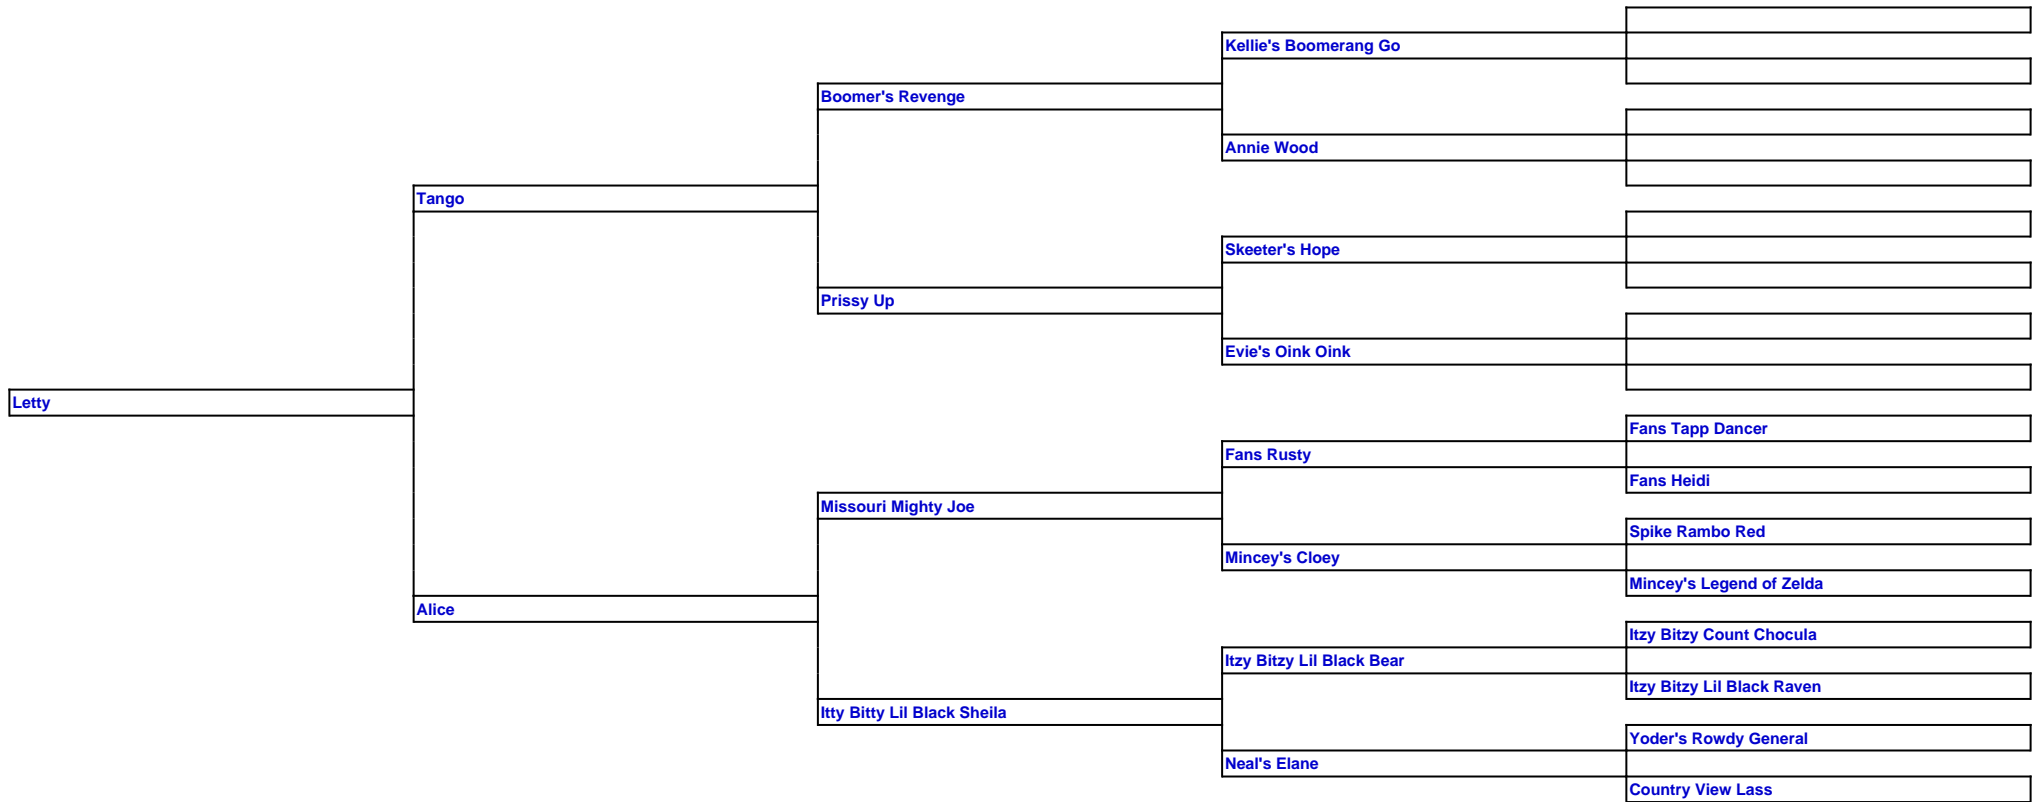 Kellie's Boomerang Go
Boomer's Revenge
Annie Wood
Tango
Skeeter's Hope
Prissy Up
Evie's Oink Oink
Letty
Fans Tapp Dancer
Fans Rusty
Fans Heidi
Missouri Mighty Joe
Spike Rambo Red
Mincey's Cloey
Mincey's Legend of Zelda
Alice
Itzy Bitzy Count Chocula
Itzy Bitzy Lil Black Bear
Itzy Bitzy Lil Black Raven
Itty Bitty Lil Black Sheila
Yoder's Rowdy General
Neal's Elane
Country View Lass